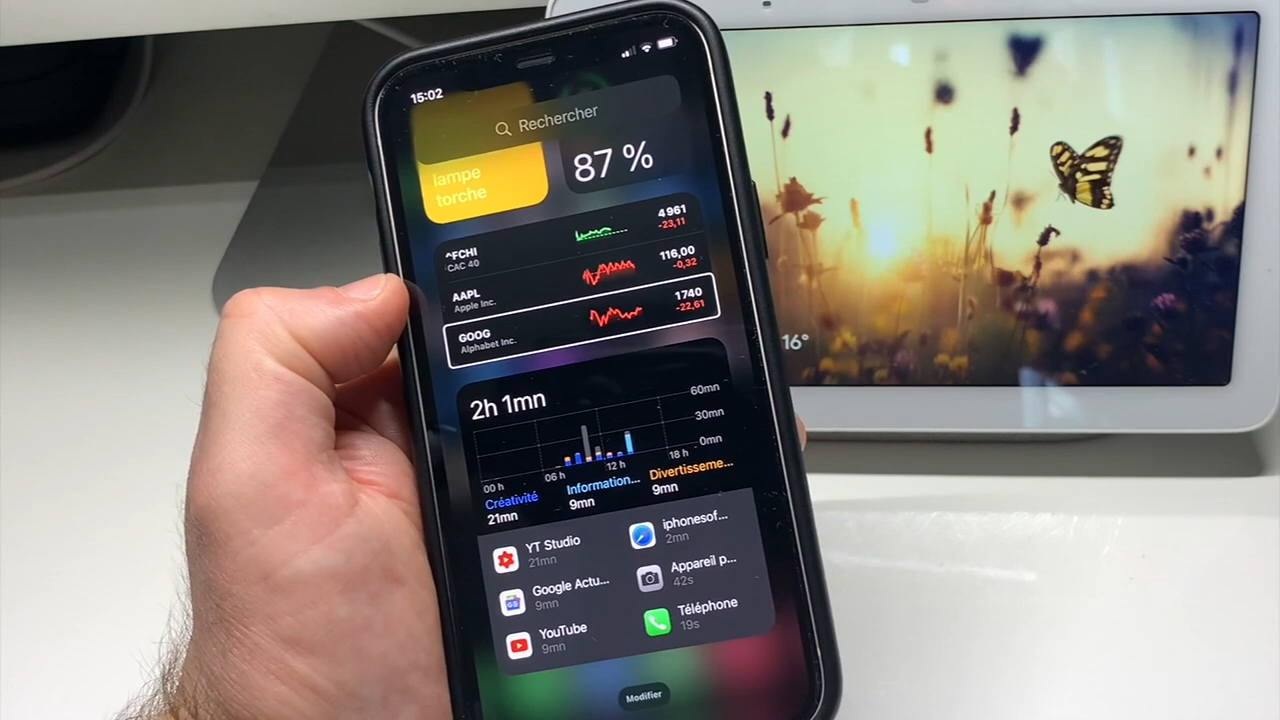 15:02
Rechercher
lampe
torche
87 %
^FCHI
CAC 40
4 961
-23,11
AAPL
Apple Inc.
116,00
-0,32
GOOG
Alphabet Inc.
1740
-22,61
2h 1mn
60mn
30mn
0mn
00 h
06 h
12 h
18 h
Créativité
21mn
Information...
9mn
Divertisseme...
9mn
YT Studio
21mn
iphonesof...
2mn
Google Actu...
9mn
Appareil p...
42s
YouTube
9mn
Téléphone
19s
Modifier
16°